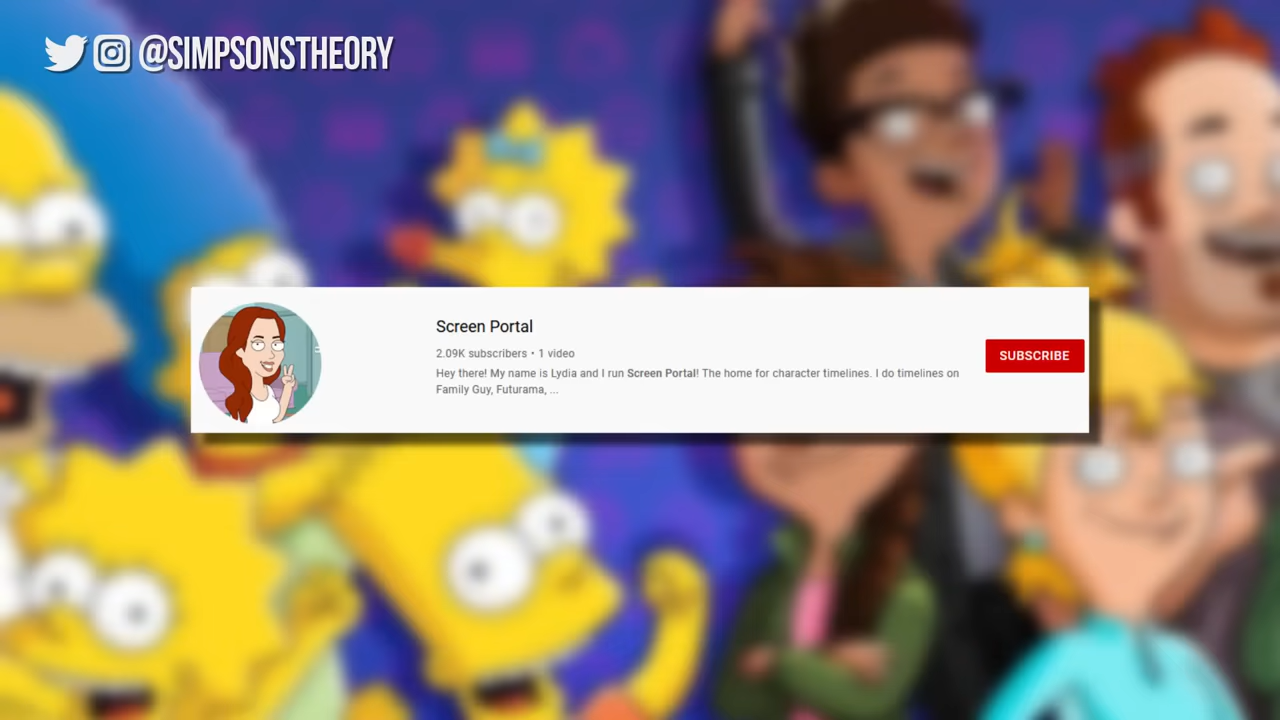 @SIMPSONSTHEORY
Screen Portal
2.09K subscribers • 1 video
Hey there! My name is Lydia and I run Screen Portal! The home for character timelines. I do timelines on
Family Guy, Futurama, ...
SUBSCRIBE